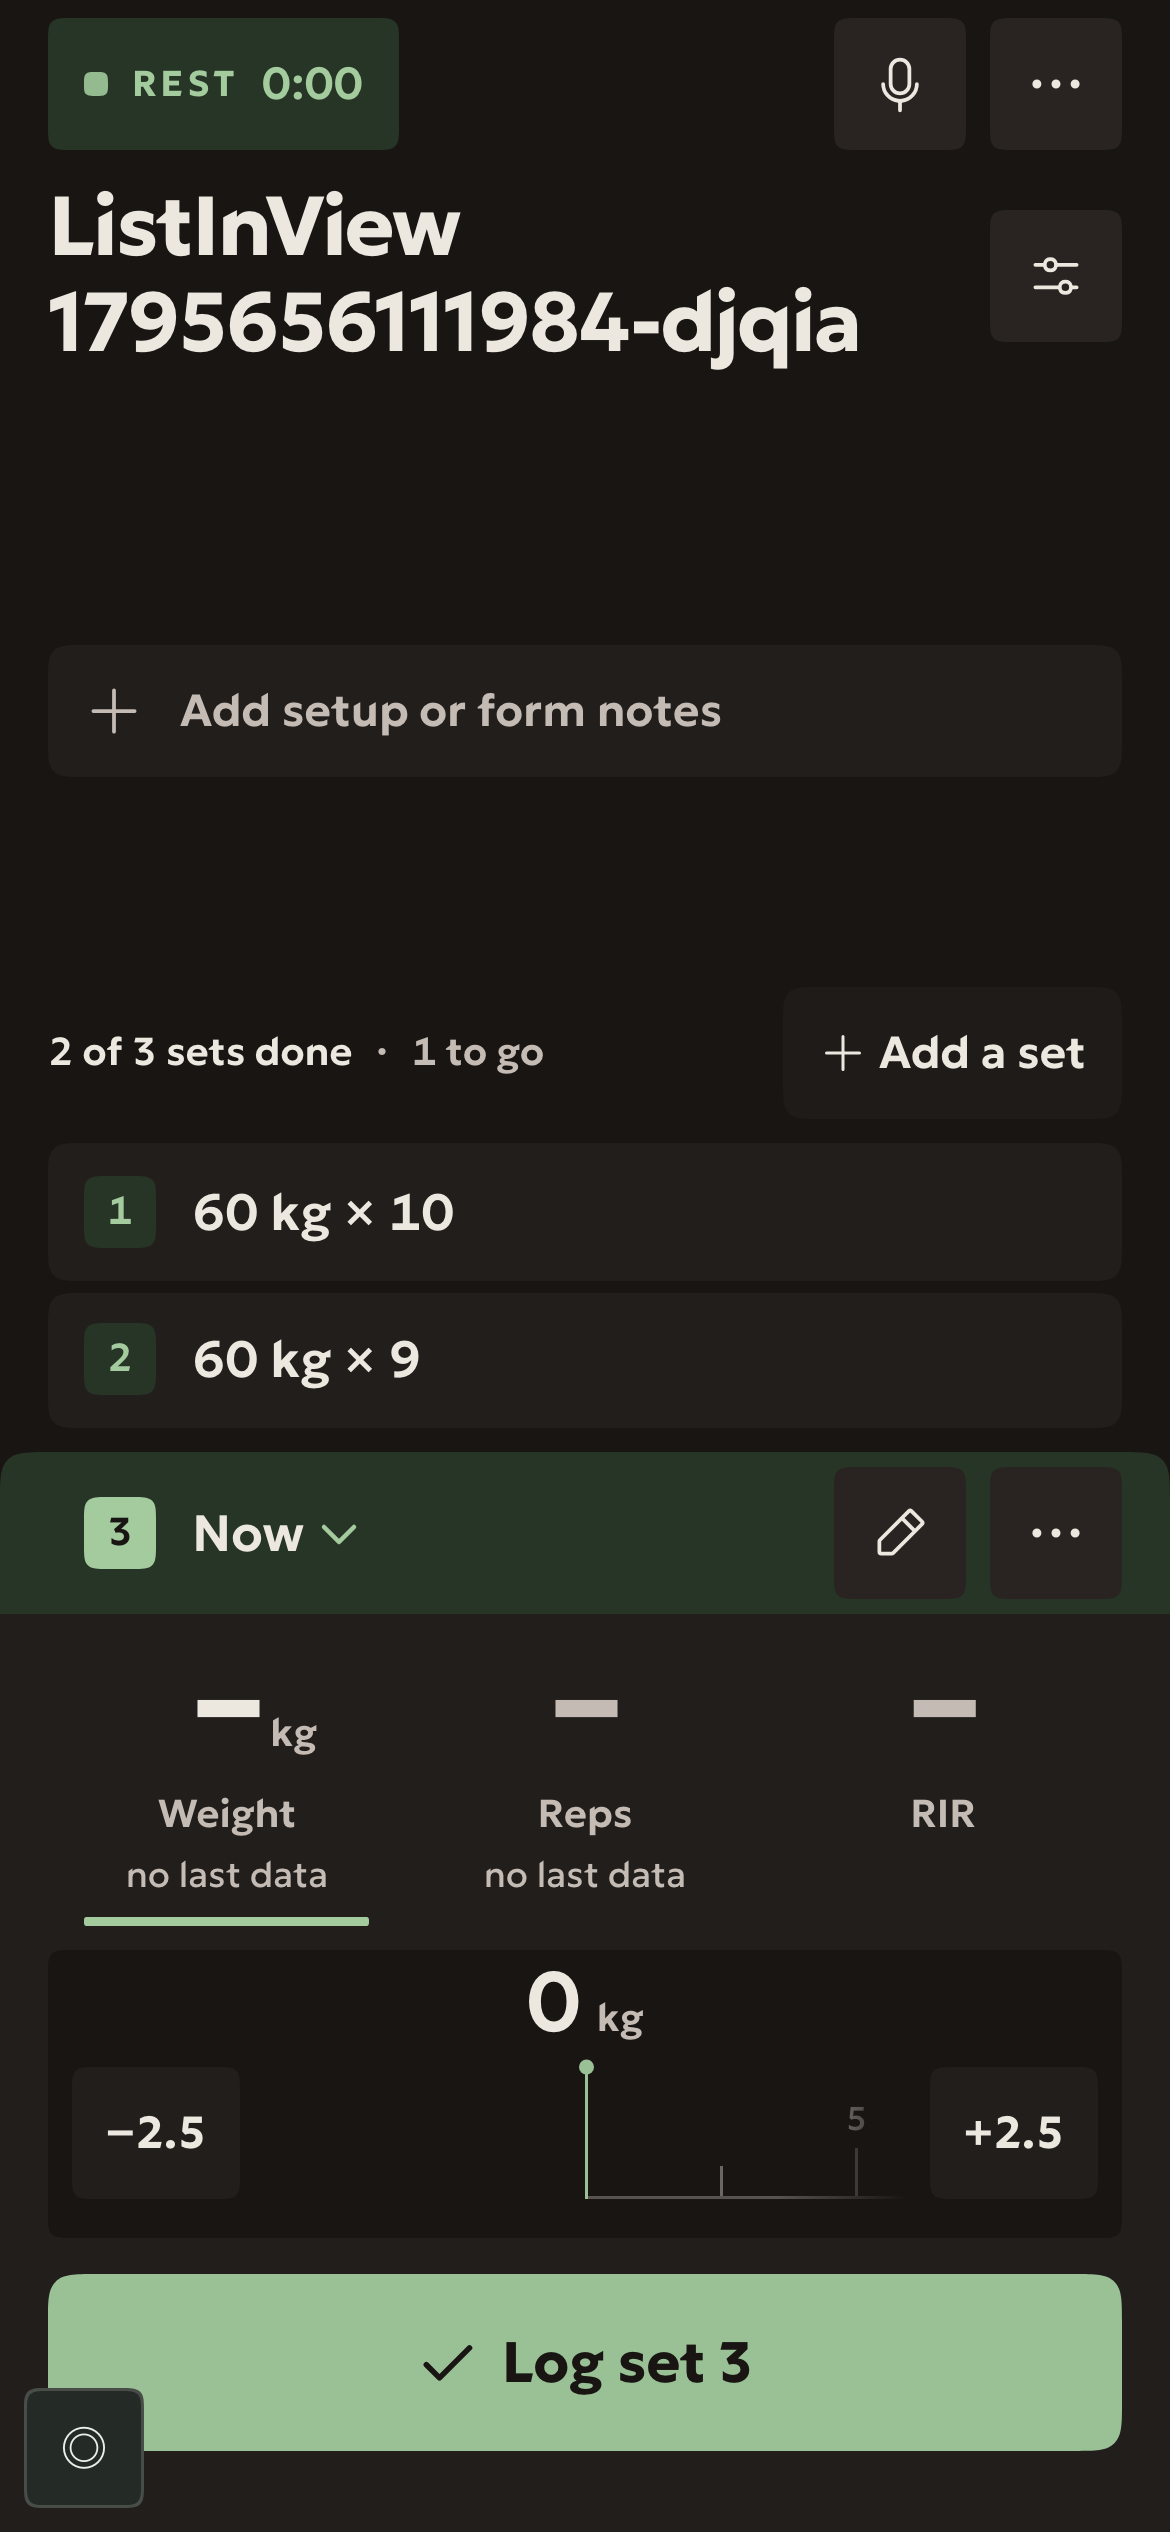 REST 0:00
ListInView
1795656111984-djqia
Add setup or form notes
2 of 3 sets done · 1 to go
Add a set
1 60 kg × 10
2 60 kg × 9
3 Now
kg
Weight Reps RIR
no last data no last data
0 kg
−2.5 5 +2.5
Log set 3